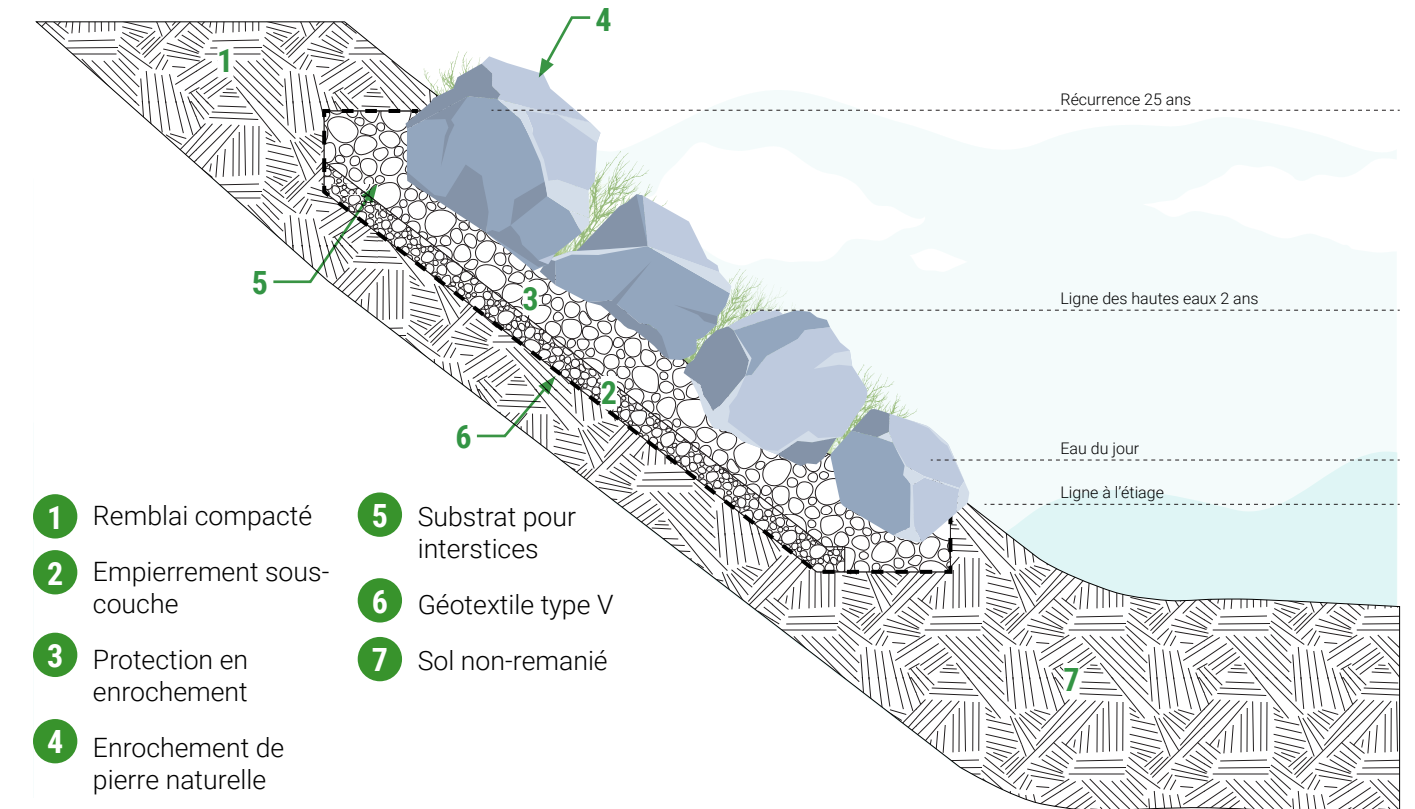 4
1
Récurrence 25 ans
5
3
Ligne des hautes eaux 2 ans
2
6
Eau du jour
Ligne à l'étiage
7
1 Remblai compacté
2 Empierrement sous-
couche
3 Protection en
enrochement
4 Enrochement de
pierre naturelle
5 Substrat pour
interstices
6 Géotextile type V
7 Sol non-remanié